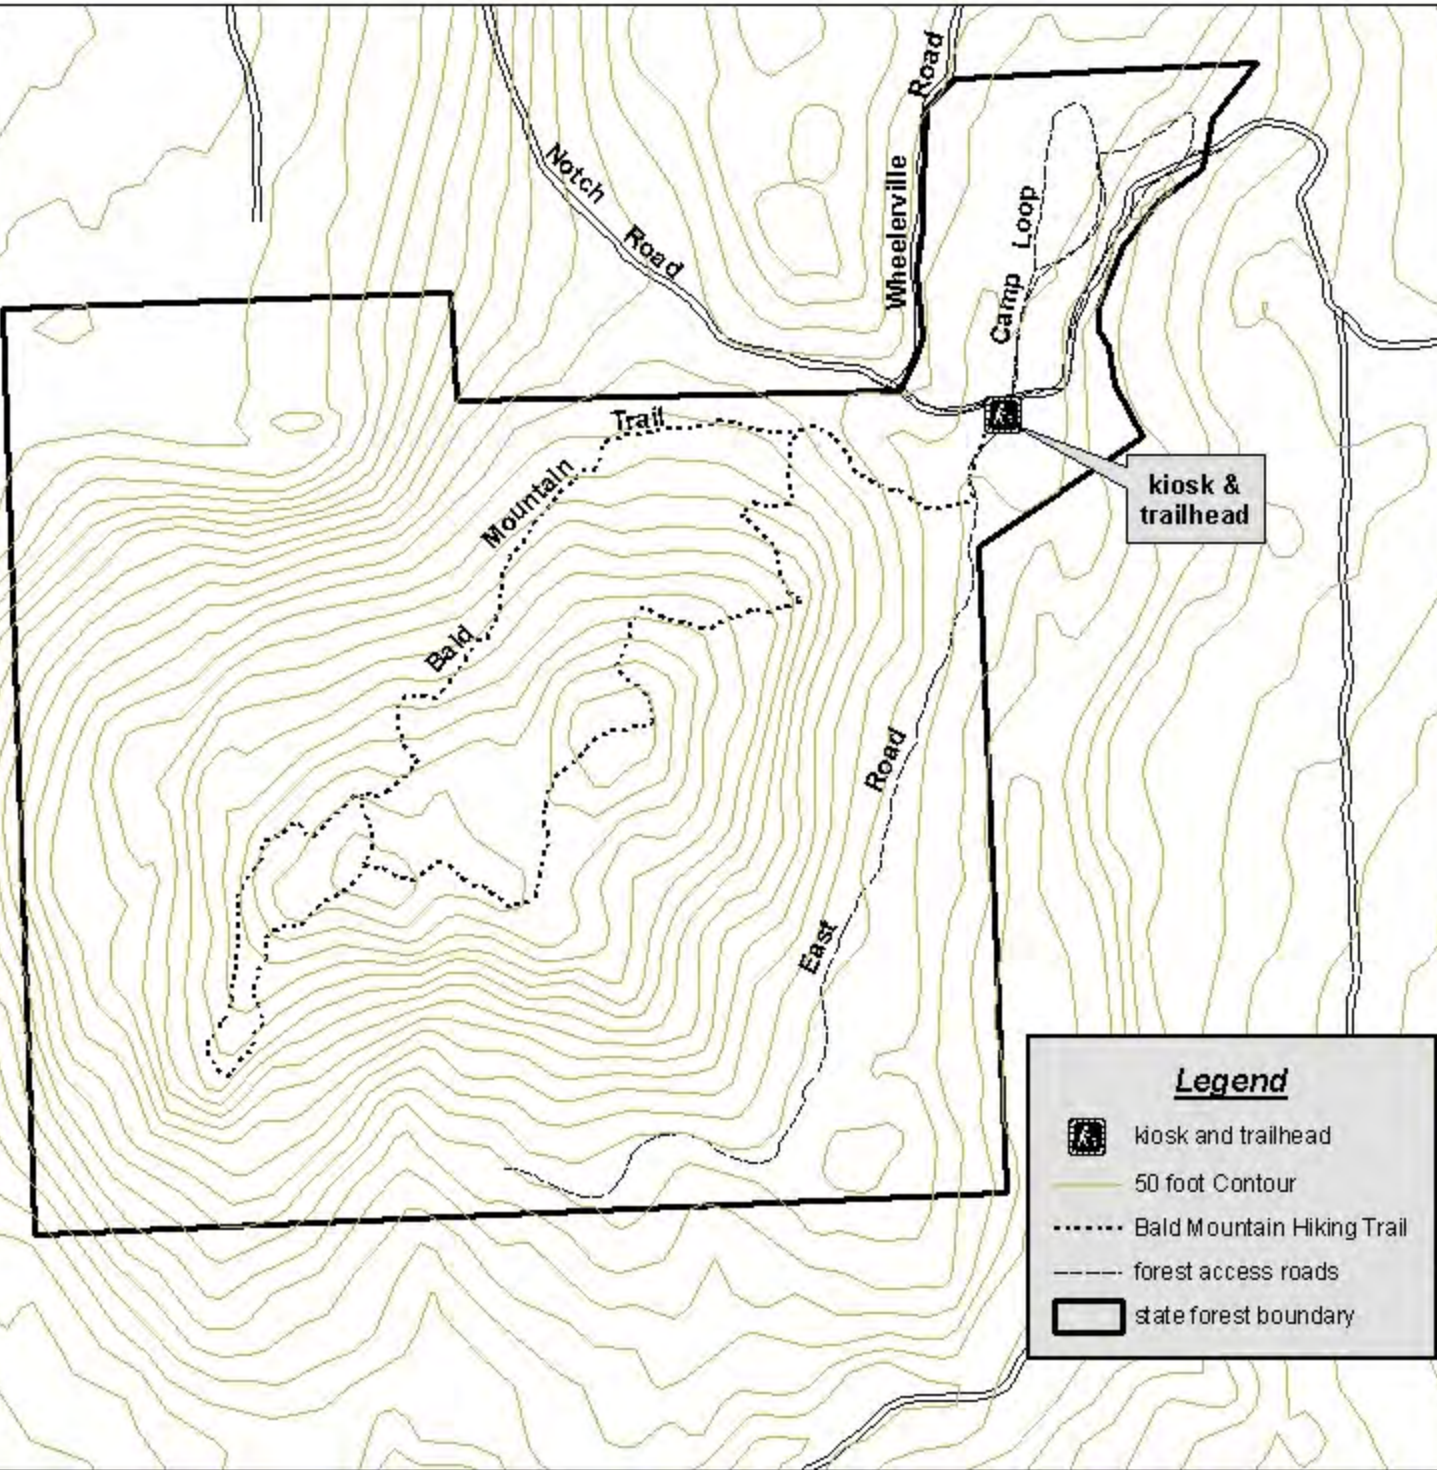 Road
Wheelerville
Notch
Road
Loop
Camp
Trail
Mountain
Bald
kiosk &
trailhead
Road
East
Legend
kiosk and trailhead
50 foot Contour
Bald Mountain Hiking Trail
forest access roads
state forest boundary